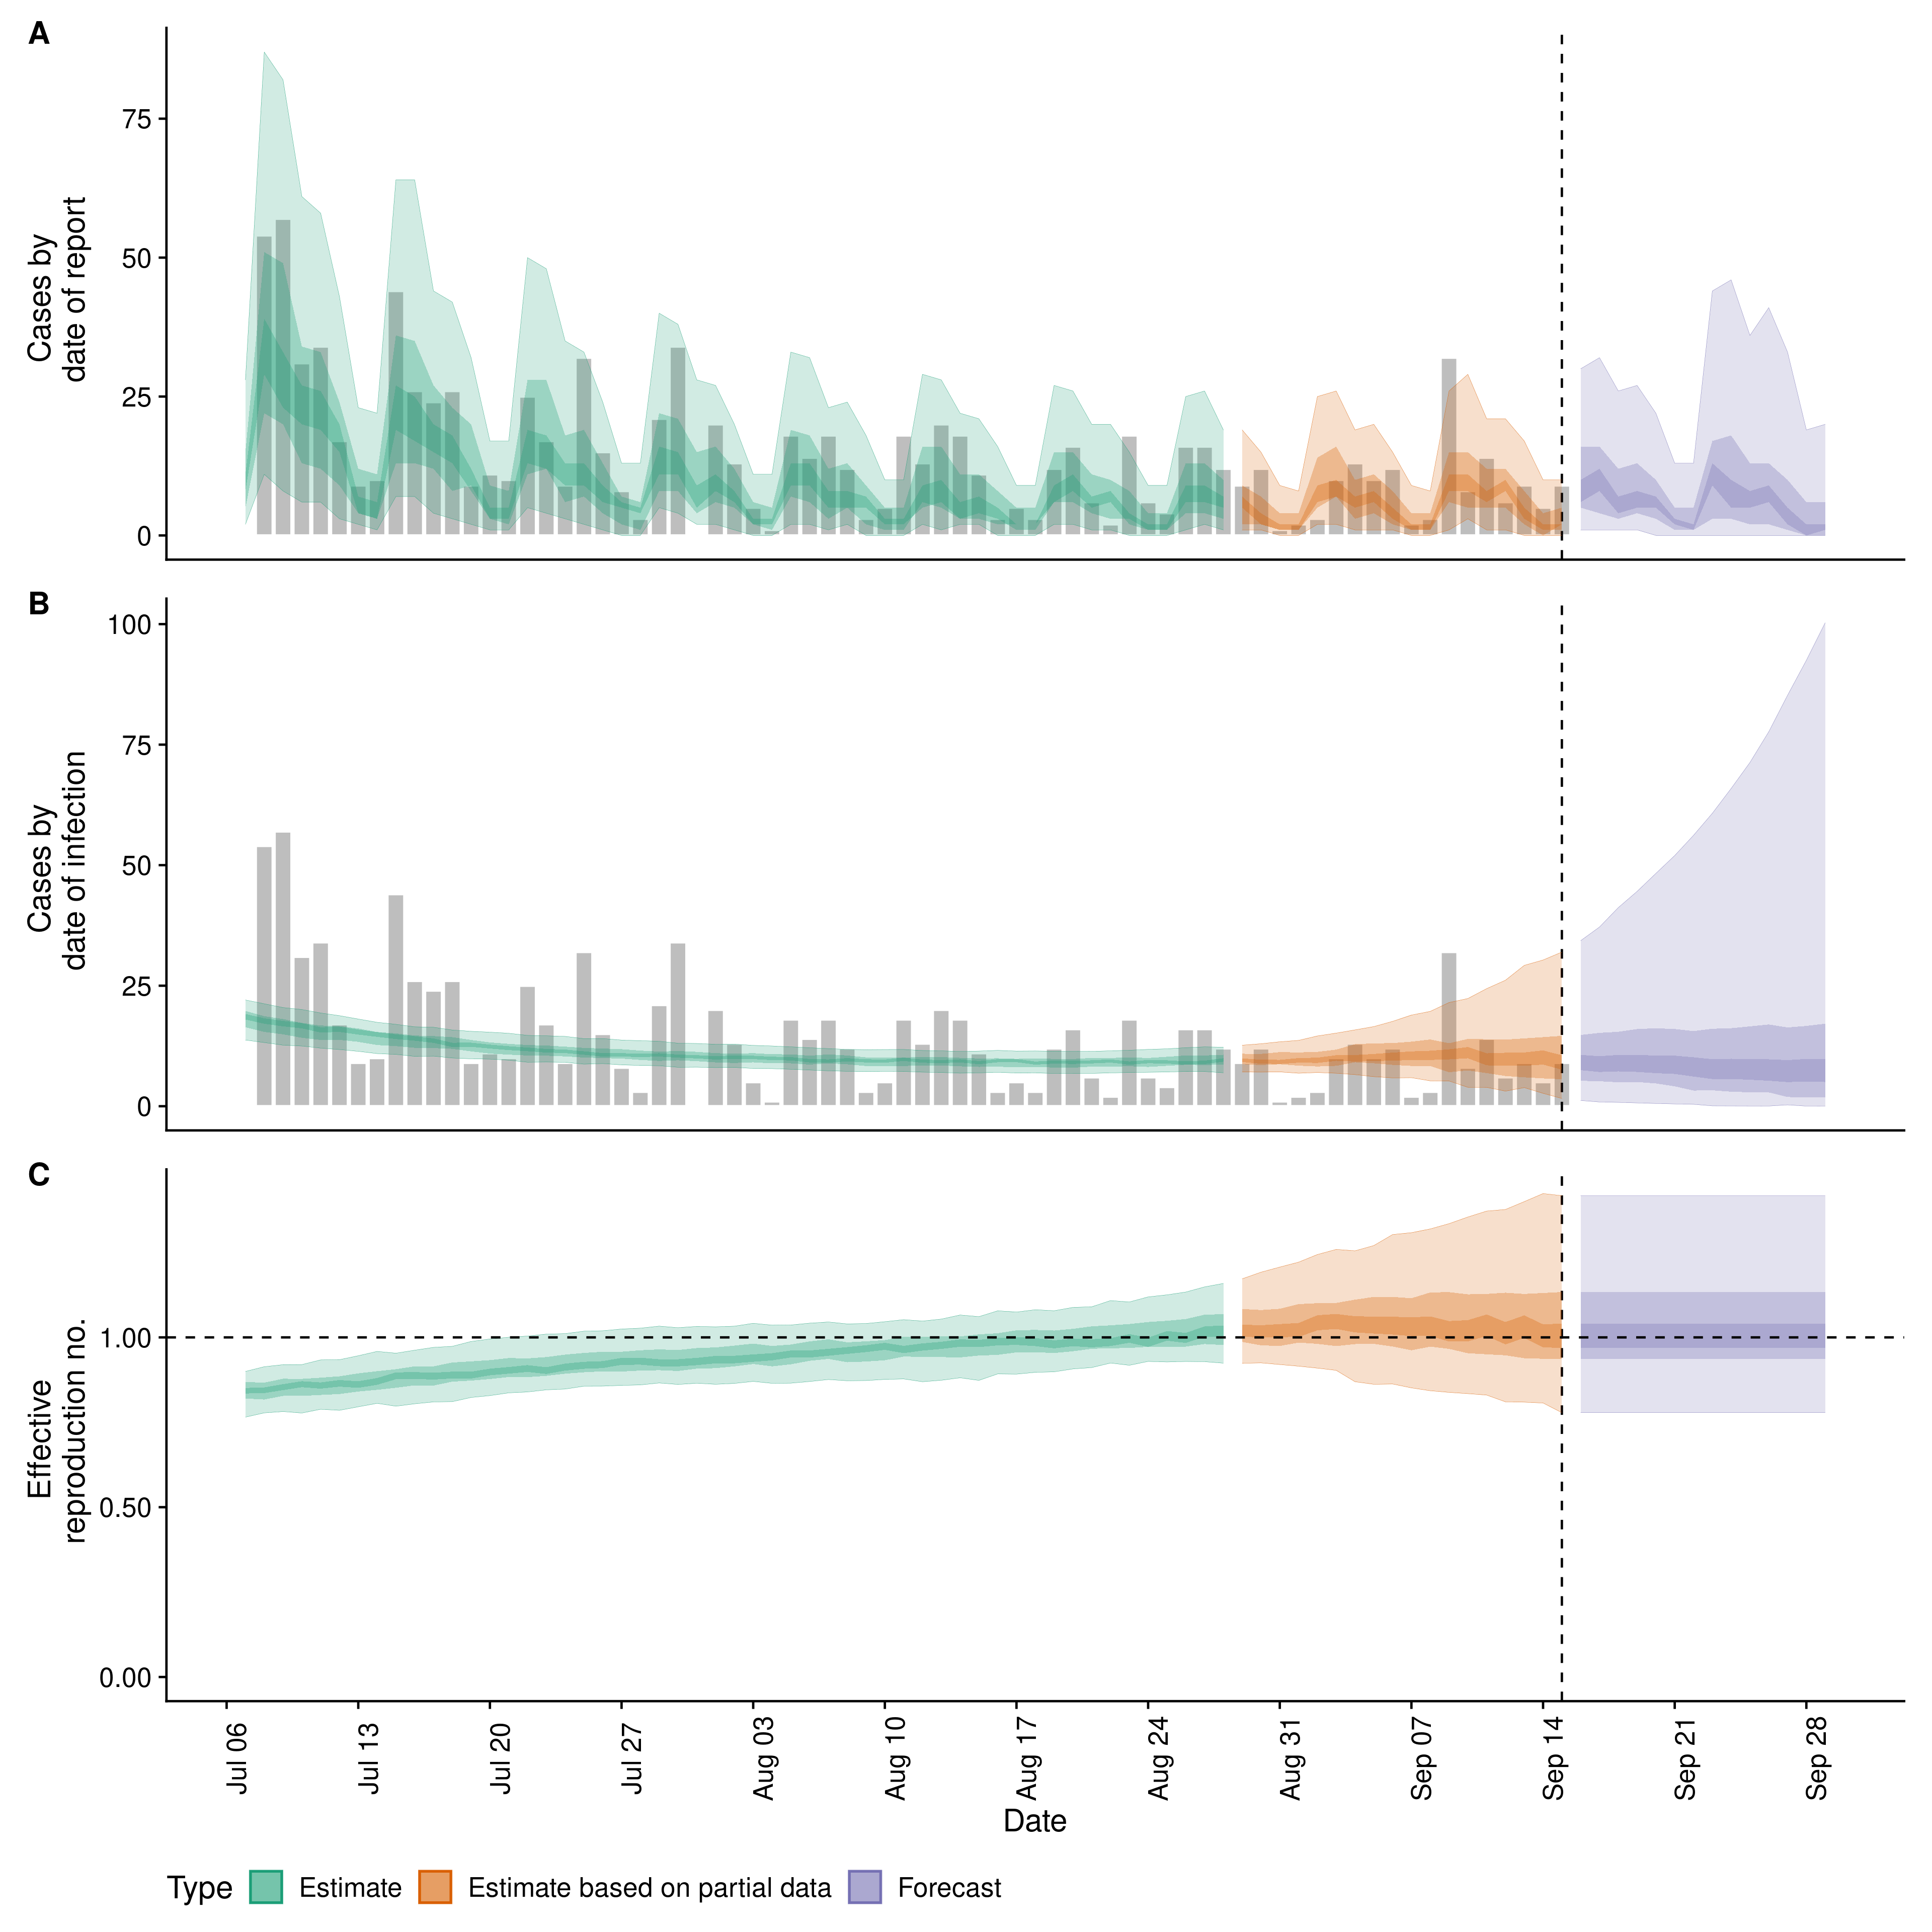 A
Cases by
date of report
75
50
25
0
B
Cases by
date of infection
100
75
50
25
0
C
Effective
reproduction no.
1.00
0.50
0.00
Jul 06
Jul 13
Jul 20
Jul 27
Aug 03
Aug 10
Aug 17
Aug 24
Aug 31
Sep 07
Sep 14
Sep 21
Sep 28
Date
Type Estimate Estimate based on partial data Forecast